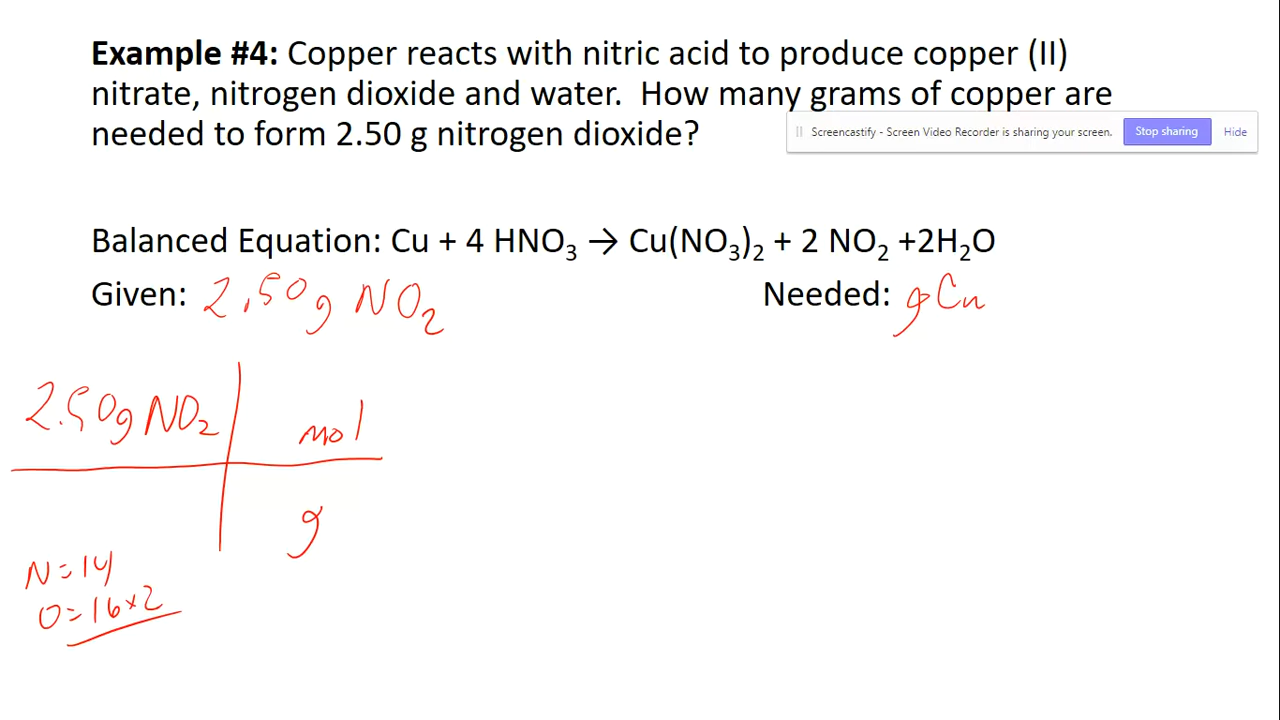 Example #4: Copper reacts with nitric acid to produce copper (II)
nitrate, nitrogen dioxide and water. How many grams of copper are
needed to form 2.50 g nitrogen dioxide?
Screencastify - Screen Video Recorder is sharing your screen. Stop sharing Hide
Balanced Equation: Cu + 4 HNO₃ → Cu(NO₃)₂ + 2 NO₂ +2H₂O
Given: 2.50g NO₂ Needed: g Cu
2.50g NO₂ mol
g
N=14
O=16×2